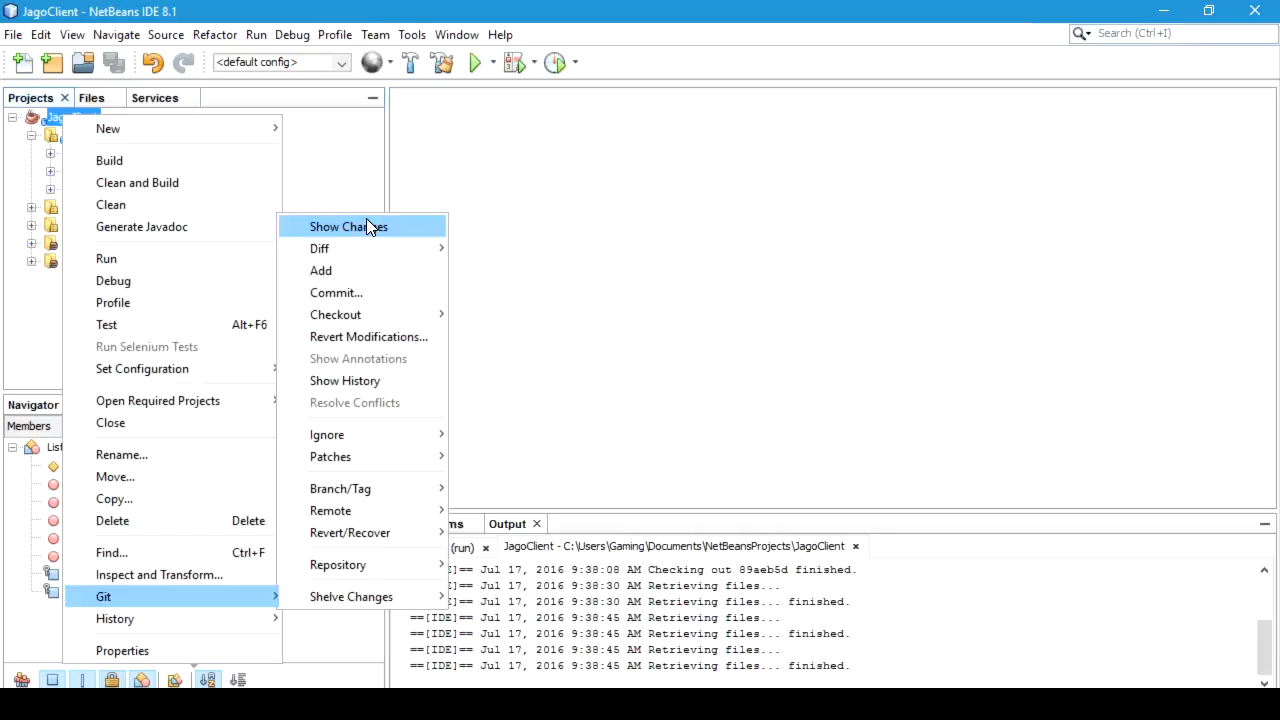 JagoClient - NetBeans IDE 8.1
File Edit View Navigate Source Refactor Run Debug Profile Team Tools Window Help
Search (Ctrl+I)
<default config>
Projects Files Services
New
Build
Clean and Build
Clean
Generate Javadoc
Run
Debug
Profile
Test Alt+F6
Run Selenium Tests
Set Configuration
Open Required Projects
Close
Rename...
Move...
Copy...
Delete Delete
Find... Ctrl+F
Inspect and Transform...
Git
History
Properties
Show Changes
Diff
Add
Commit...
Checkout
Revert Modifications...
Show Annotations
Show History
Resolve Conflicts
Ignore
Patches
Branch/Tag
Remote
Revert/Recover
Repository
Shelve Changes
Navigator
Members
Output
(run) JagoClient - C:\Users\Gaming\Documents\NetBeansProjects\JagoClient
== Jul 17, 2016 9:38:08 AM Checking out 89aeb5d finished.
== Jul 17, 2016 9:38:30 AM Retrieving files...
== Jul 17, 2016 9:38:30 AM Retrieving files... finished.
==[IDE]== Jul 17, 2016 9:38:45 AM Retrieving files...
==[IDE]== Jul 17, 2016 9:38:45 AM Retrieving files... finished.
==[IDE]== Jul 17, 2016 9:38:45 AM Retrieving files...
==[IDE]== Jul 17, 2016 9:38:45 AM Retrieving files... finished.